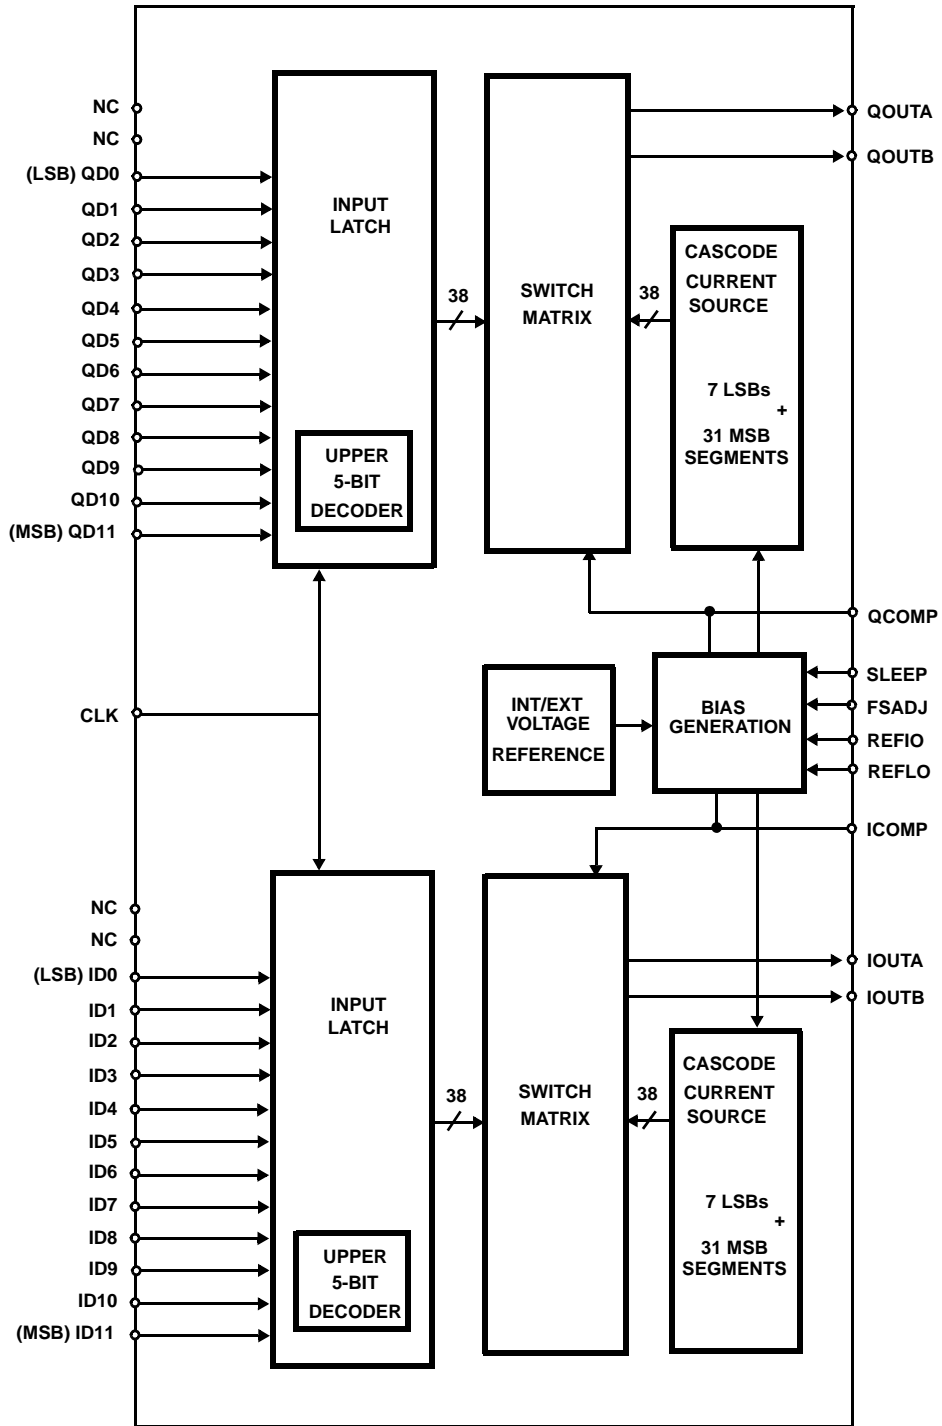 NC
NC
(LSB) QD0
QD1
QD2
QD3
QD4
QD5
QD6
QD7
QD8
QD9
QD10
(MSB) QD11
INPUT
LATCH
UPPER
5-BIT
DECODER
38
SWITCH
MATRIX
38
CASCODE
CURRENT
SOURCE
7 LSBs
+
31 MSB
SEGMENTS
QOUTA
QOUTB
QCOMP
CLK
INT/EXT
VOLTAGE
REFERENCE
BIAS
GENERATION
SLEEP
FSADJ
REFIO
REFLO
ICOMP
NC
NC
(LSB) ID0
ID1
ID2
ID3
ID4
ID5
ID6
ID7
ID8
ID9
ID10
(MSB) ID11
INPUT
LATCH
UPPER
5-BIT
DECODER
38
SWITCH
MATRIX
38
IOUTA
IOUTB
CASCODE
CURRENT
SOURCE
7 LSBs
+
31 MSB
SEGMENTS